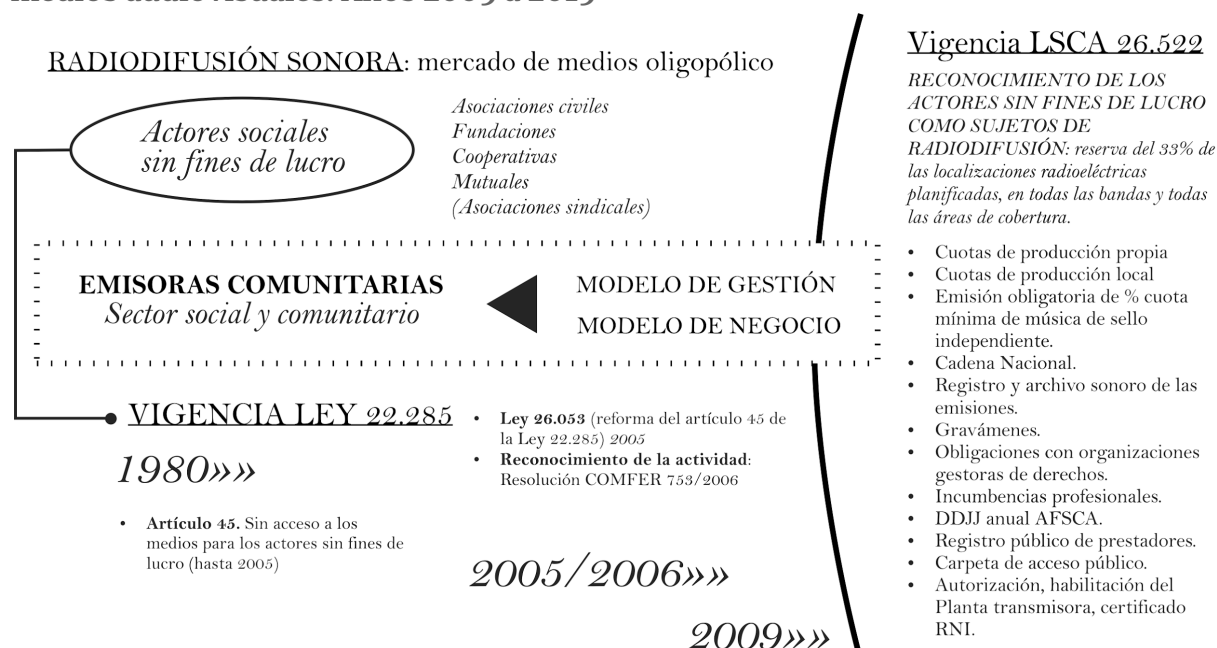 medios audiovisuales. Años 2009 a 2015
RADIODIFUSIÓN SONORA: mercado de medios oligopólico
Actores sociales
sin fines de lucro
Asociaciones civiles
Fundaciones
Cooperativas
Mutuales
(Asociaciones sindicales)
EMISORAS COMUNITARIAS
Sector social y comunitario
MODELO DE GESTIÓN
MODELO DE NEGOCIO
VIGENCIA LEY 22.285
1980»»
• Artículo 45. Sin acceso a los
medios para los actores sin fines de
lucro (hasta 2005)
• Ley 26.053 (reforma del artículo 45 de
la Ley 22.285) 2005
• Reconocimiento de la actividad:
Resolución COMFER 753/2006
2005/2006»»
2009»»
Vigencia LSCA 26.522
RECONOCIMIENTO DE LOS
ACTORES SIN FINES DE LUCRO
COMO SUJETOS DE
RADIODIFUSIÓN: reserva del 33% de
las localizaciones radioeléctricas
planificadas, en todas las bandas y todas
las áreas de cobertura.
• Cuotas de producción propia
• Cuotas de producción local
• Emisión obligatoria de % cuota
mínima de música de sello
independiente.
• Cadena Nacional.
• Registro y archivo sonoro de las
emisiones.
• Gravámenes.
• Obligaciones con organizaciones
gestoras de derechos.
• Incumbencias profesionales.
• DDJJ anual AFSCA.
• Registro público de prestadores.
• Carpeta de acceso público.
• Autorización, habilitación del
Planta transmisora, certificado
RNI.